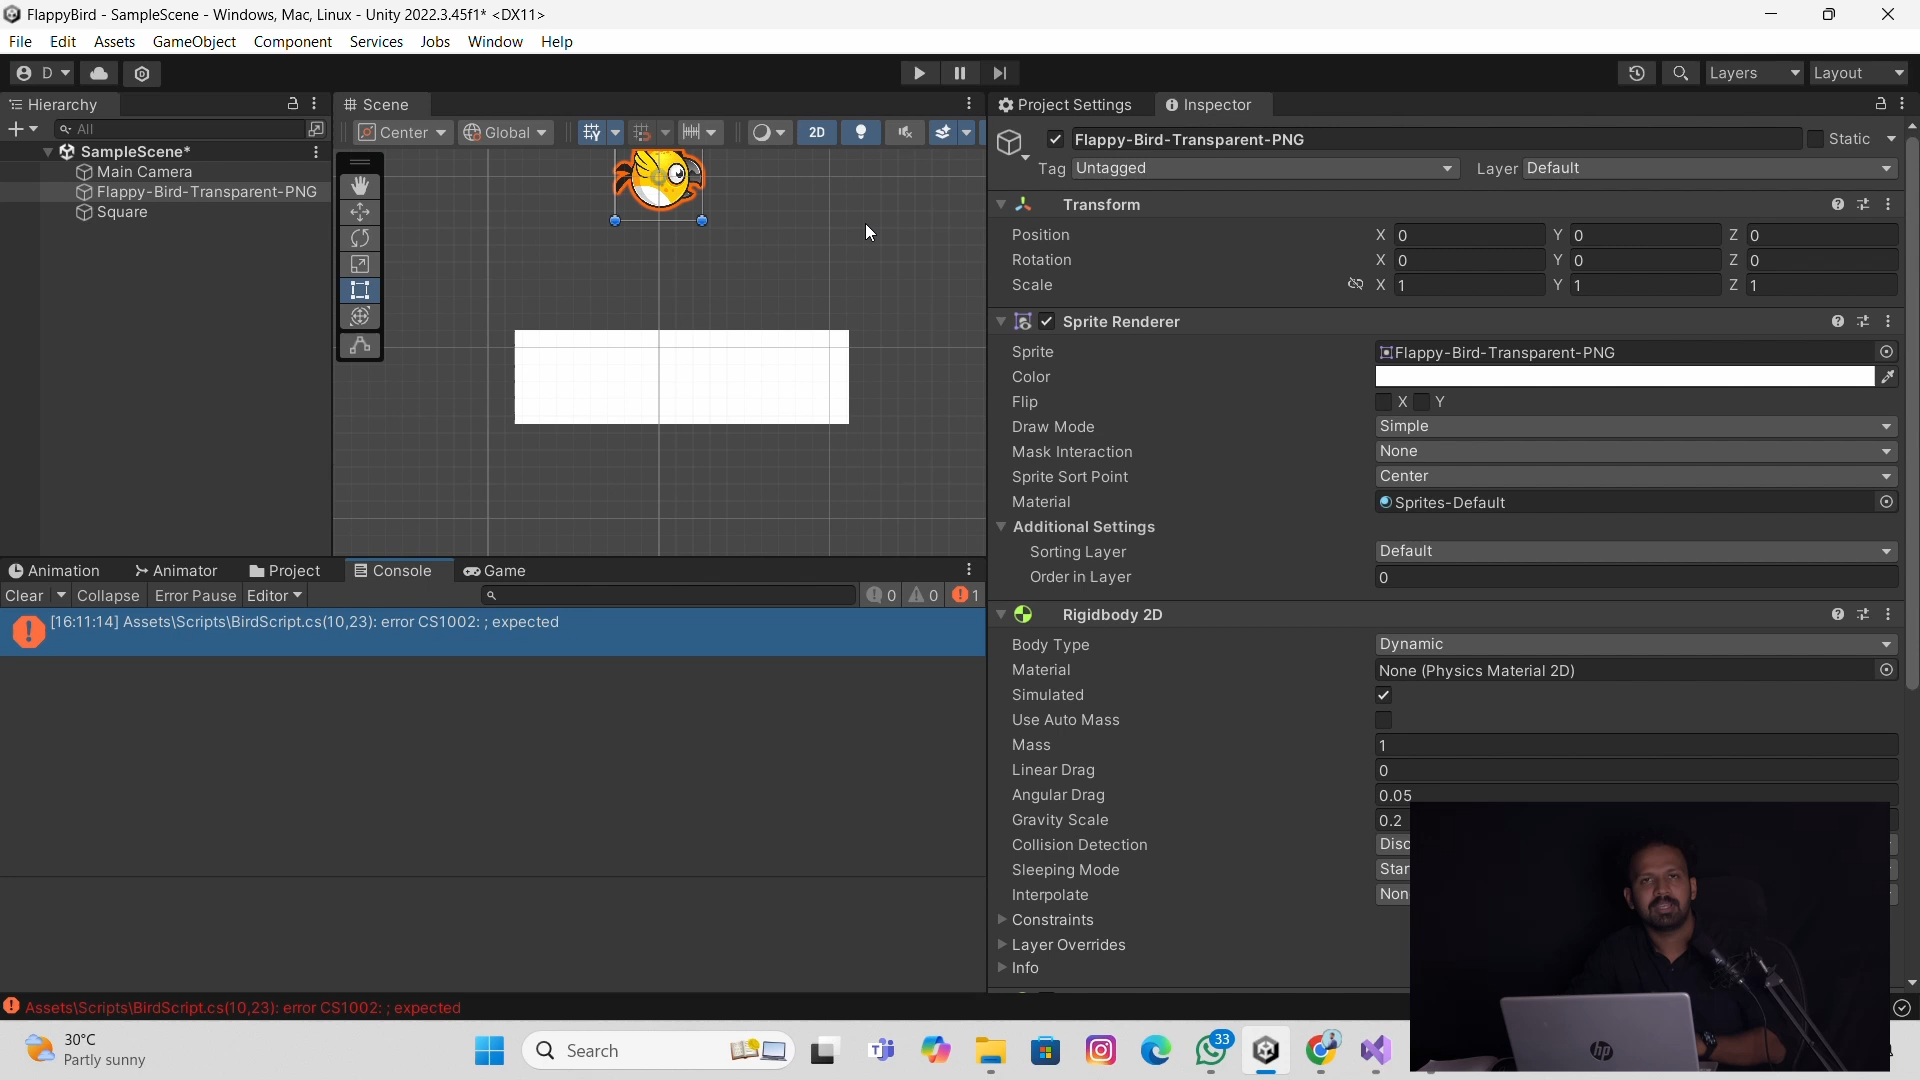 FlappyBird - SampleScene - Windows, Mac, Linux - Unity 2022.3.45f1* <DX11>
File Edit Assets GameObject Component Services Jobs Window Help
D Layers Layout
Hierarchy
All
SampleScene*
Main Camera
Flappy-Bird-Transparent-PNG
Square
Scene
Center Global 2D
Project Settings Inspector
Flappy-Bird-Transparent-PNG Static
Tag Untagged Layer Default
Transform
Position X 0 Y 0 Z 0
Rotation X 0 Y 0 Z 0
Scale X 1 Y 1 Z 1
Sprite Renderer
Sprite Flappy-Bird-Transparent-PNG
Color
Flip X Y
Draw Mode Simple
Mask Interaction None
Sprite Sort Point Center
Material Sprites-Default
Additional Settings
Sorting Layer Default
Order in Layer 0
Rigidbody 2D
Body Type Dynamic
Material None (Physics Material 2D)
Simulated
Use Auto Mass
Mass 1
Linear Drag 0
Angular Drag 0.05
Gravity Scale 0.2
Collision Detection Disc
Sleeping Mode Star
Interpolate Non
Constraints
Layer Overrides
Info
Animation Animator Project Console Game
Clear Collapse Error Pause Editor 0 0 1
[16:11:14] Assets\Scripts\BirdScript.cs(10,23): error CS1002: ; expected
Assets\Scripts\BirdScript.cs(10,23): error CS1002: ; expected
30°C
Partly sunny
Search
33
hp